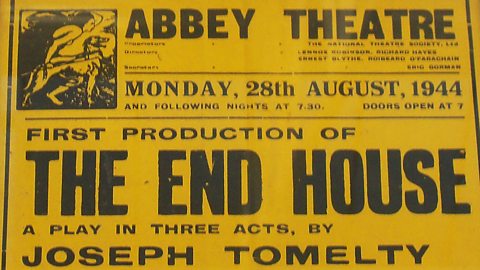 ABBEY THEATRE
Proprietors THE NATIONAL THEATRE SOCIETY, Ltd
Directors LENNOX ROBINSON, RICHARD HAYES
ERNEST BLYTHE, ROIBEARD O'FARACHAIN
Secretary ERIC GORMAN
MONDAY, 28th AUGUST, 1944
AND FOLLOWING NIGHTS AT 7.30. DOORS OPEN AT 7
FIRST PRODUCTION OF
THE END HOUSE
A PLAY IN THREE ACTS, BY
JOSEPH TOMELTY